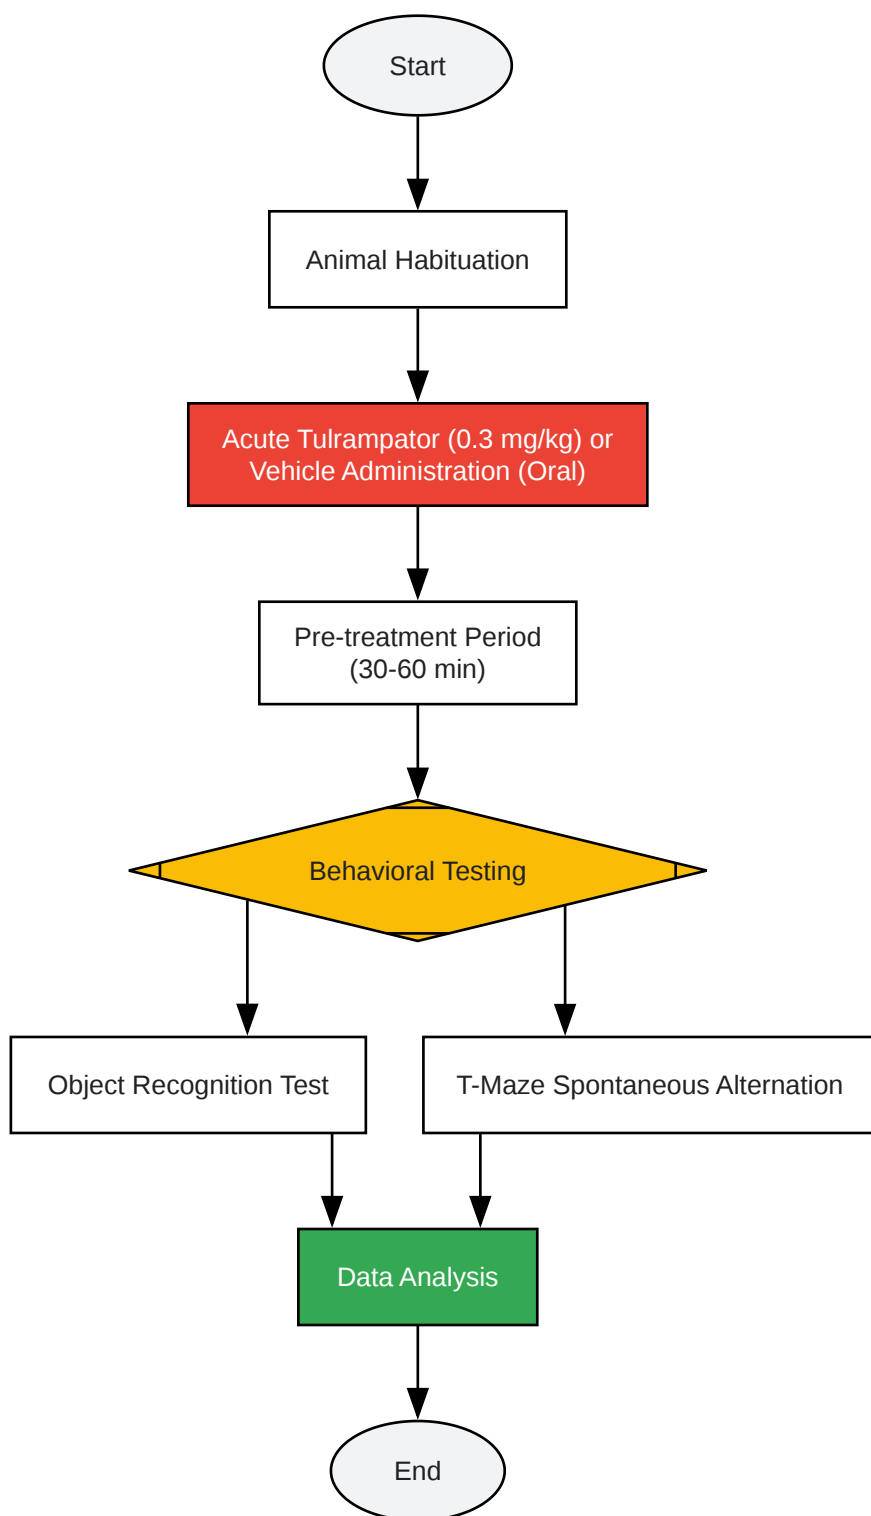 Start
Animal Habituation
Acute Tulrampator (0.3 mg/kg) or
Vehicle Administration (Oral)
Pre-treatment Period
(30-60 min)
Behavioral Testing
Object Recognition Test
T-Maze Spontaneous Alternation
Data Analysis
End